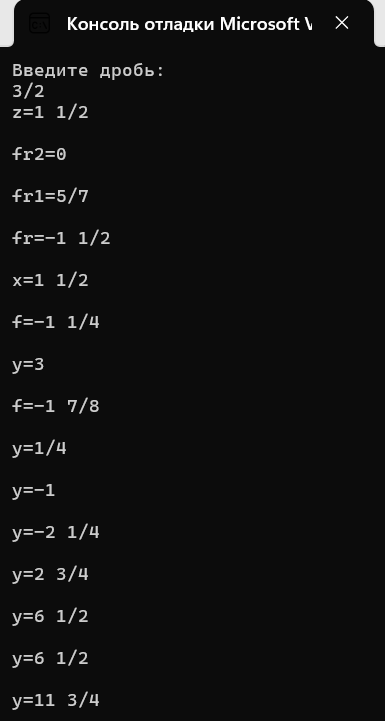 Консоль отладки Microsoft V
Введите дробь:
3/2
z=1 1/2
fr2=0
fr1=5/7
fr=-1 1/2
x=1 1/2
f=-1 1/4
y=3
f=-1 7/8
y=1/4
y=-1
y=-2 1/4
y=2 3/4
y=6 1/2
y=6 1/2
y=11 3/4